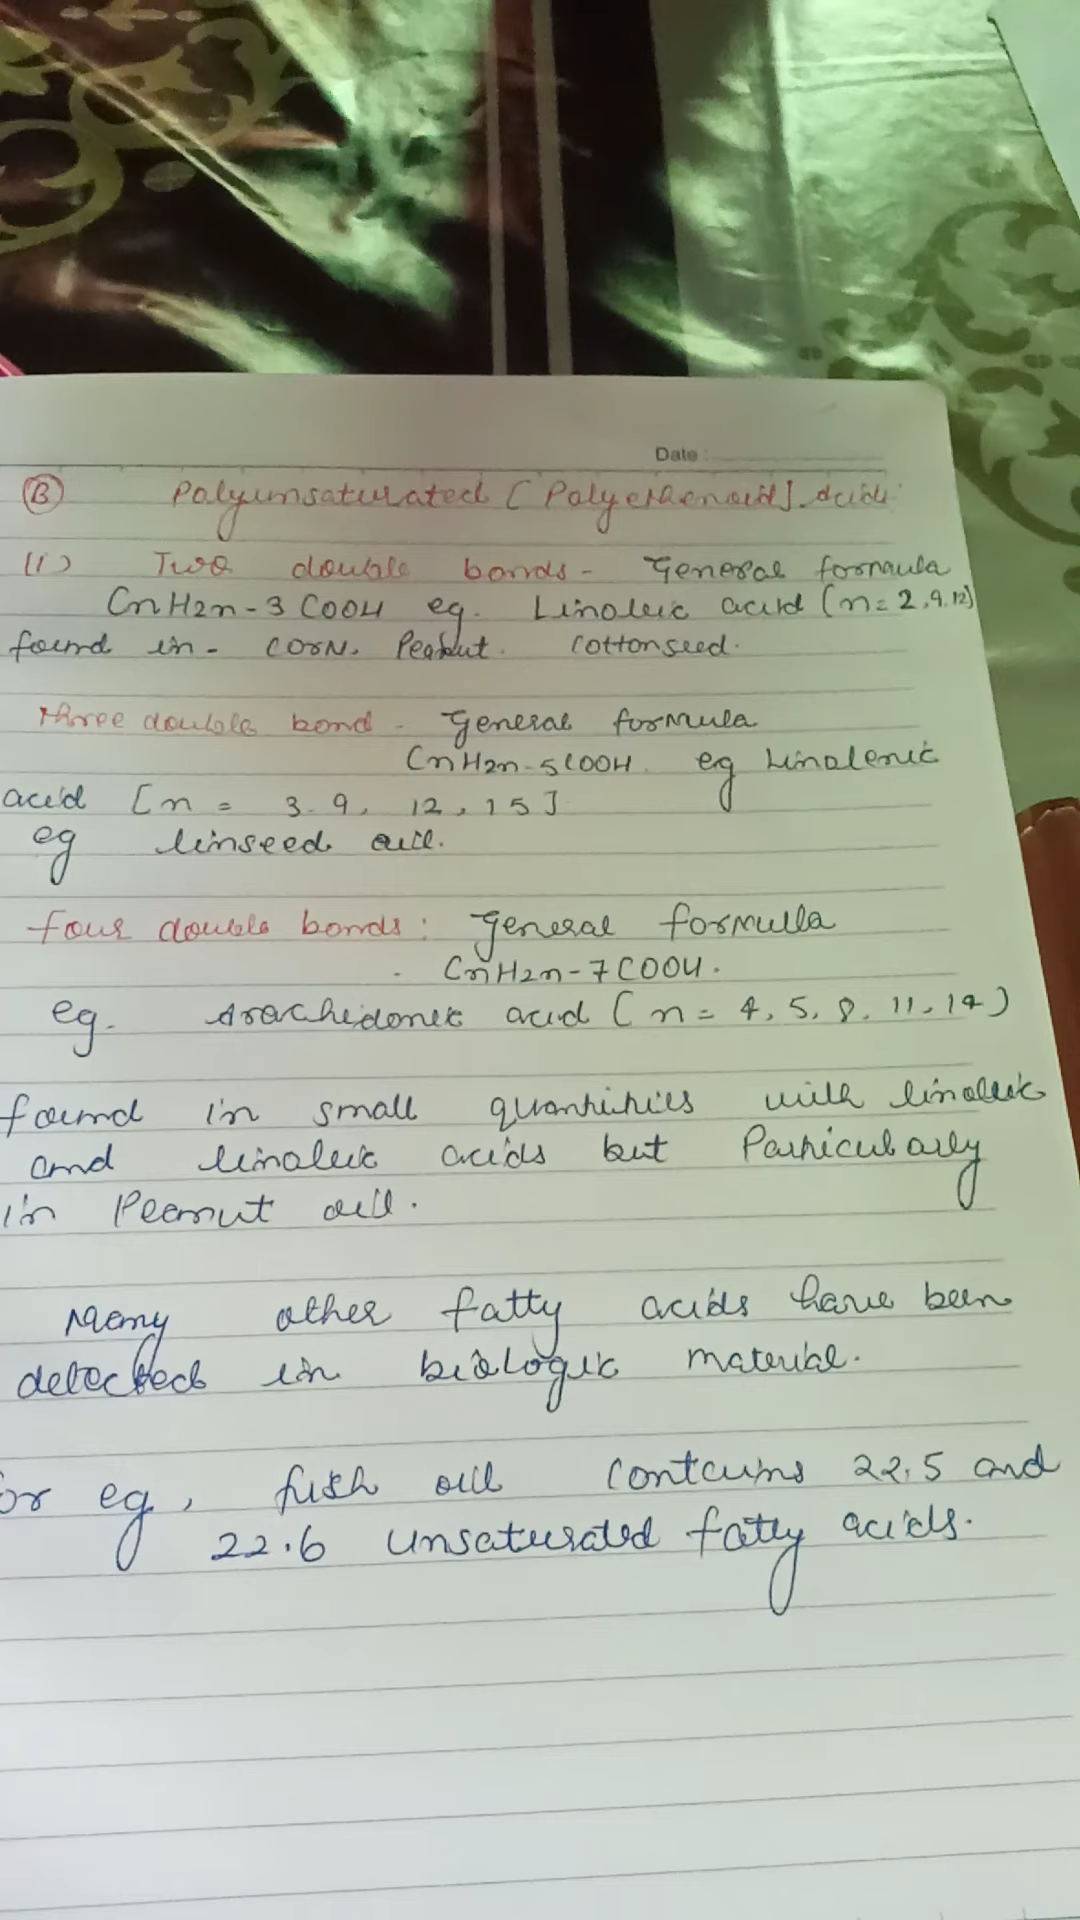 Date :
(B) Polyunsaturated [Polyethenoid] acids
(1) Two double bonds - General formula
CnH2n-3 COOH eg. Linoleic acid (n=2,9.12)
found in - CORN, Peanut. Cottonseed.
Three double bond - General formula
CnH2n-5COOH. eg Linolenic
acid [n = 3-9, 12, 15]
eg linseed oil.
four double bonds: General formulla
- CnH2n-7COOH.
eg. Arachidonic acid (n = 4, 5, 8, 11, 14)
found in small quantities with linoleic
and linoleic acids but Particularly
in Peanut oil.
Many other fatty acids have been
detected in biologic material.
or eg, fish oil contains 22.5 and
22.6 unsaturated fatty acids.